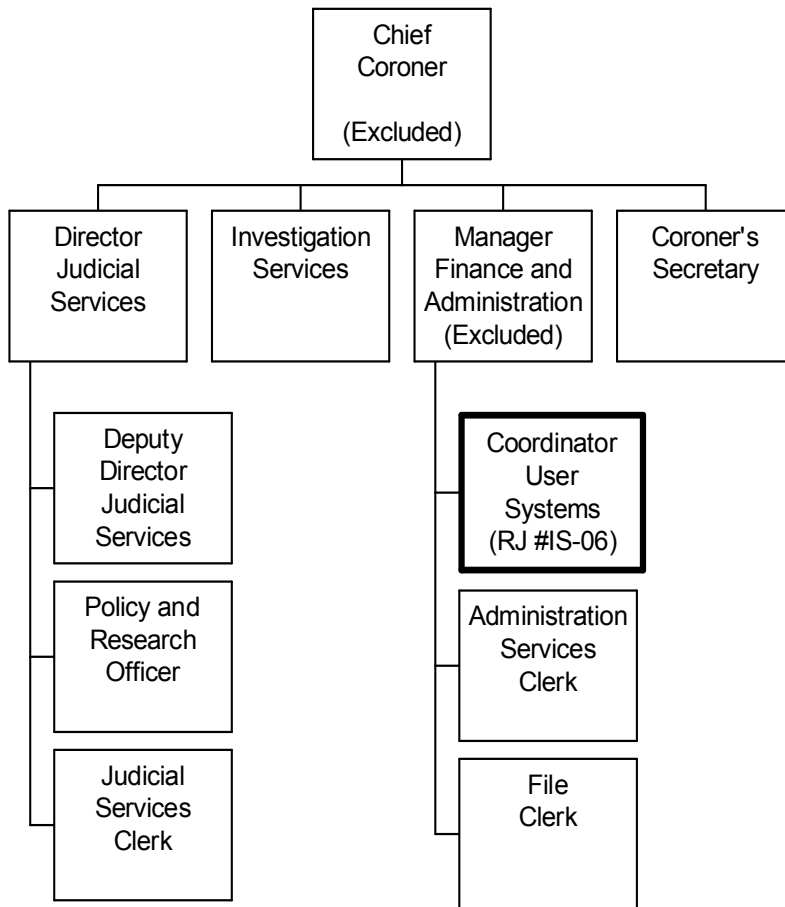 Chief
Coroner
(Excluded)
Director
Judicial
Services
Investigation
Services
Manager
Finance and
Administration
(Excluded)
Coroner's
Secretary
Deputy
Director
Judicial
Services
Policy and
Research
Officer
Judicial
Services
Clerk
Coordinator
User
Systems
(RJ #IS-06)
Administration
Services
Clerk
File
Clerk